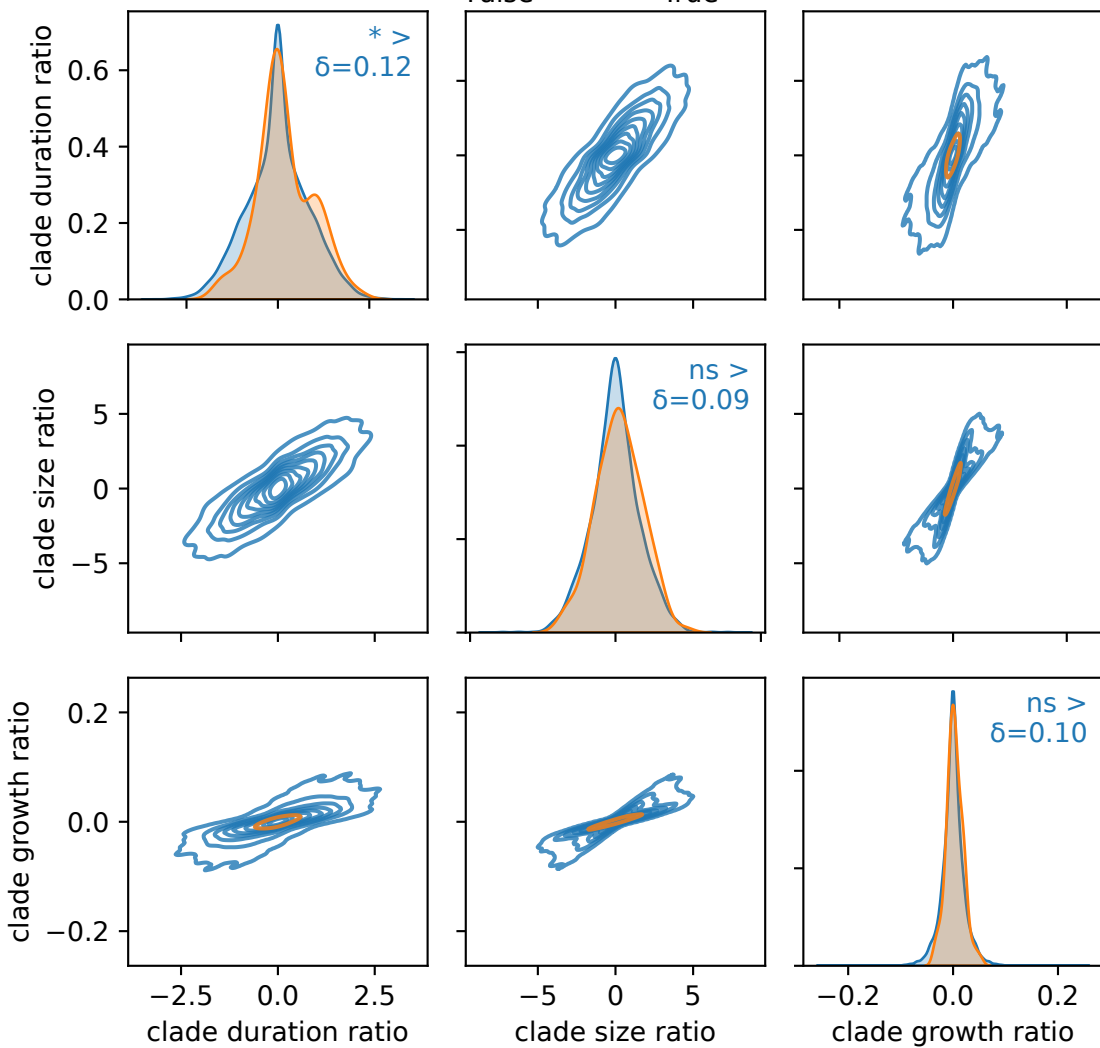 * >
δ=0.12
clade duration ratio
0.6
0.4
0.2
0.0
ns >
δ=0.09
clade size ratio
5
0
−5
ns >
δ=0.10
clade growth ratio
0.2
0.0
−0.2
−2.5 0.0 2.5
−5 0 5
−0.2 0.0 0.2
clade duration ratio
clade size ratio
clade growth ratio